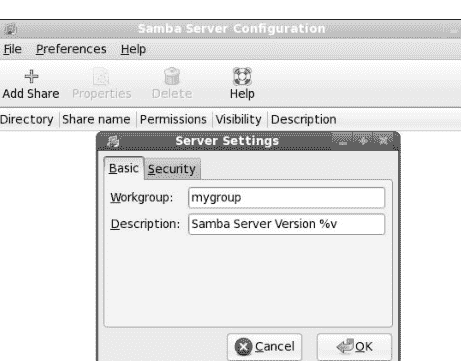 Samba Server Configuration
File Preferences Help
Add Share Properties Delete Help
Directory Share name Permissions Visibility Description
Server Settings
Basic Security
Workgroup: mygroup
Description: Samba Server Version %v
Cancel OK